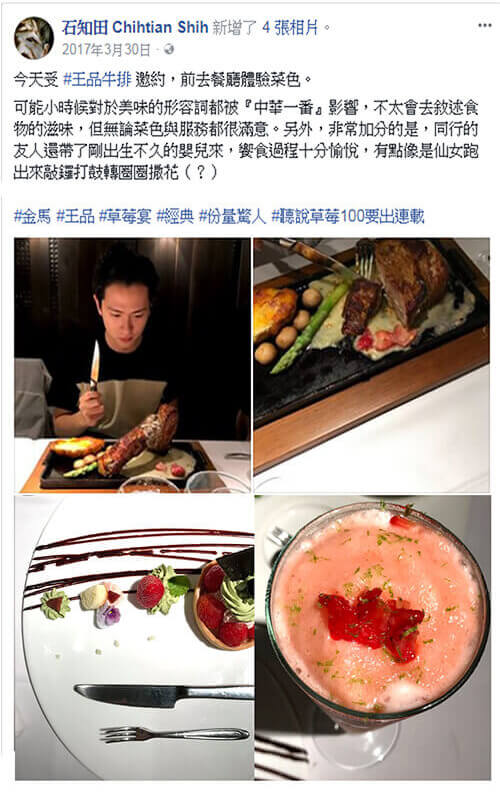 石知田 Chihtian Shih 新增了 4 張相片。
2017年3月30日 ·
今天受 #王品牛排 邀約，前去餐廳體驗菜色。
可能小時候對於美味的形容詞都被『中華一番』影響，不太會去敘述食
物的滋味，但無論菜色與服務都很滿意。另外，非常加分的是，同行的
友人還帶了剛出生不久的嬰兒來，饗食過程十分愉悅，有點像是仙女跑
出來敲鑼打鼓轉圈圈撒花（？）
#金馬 #王品 #草莓宴 #經典 #份量驚人 #聽說草莓100要出連載